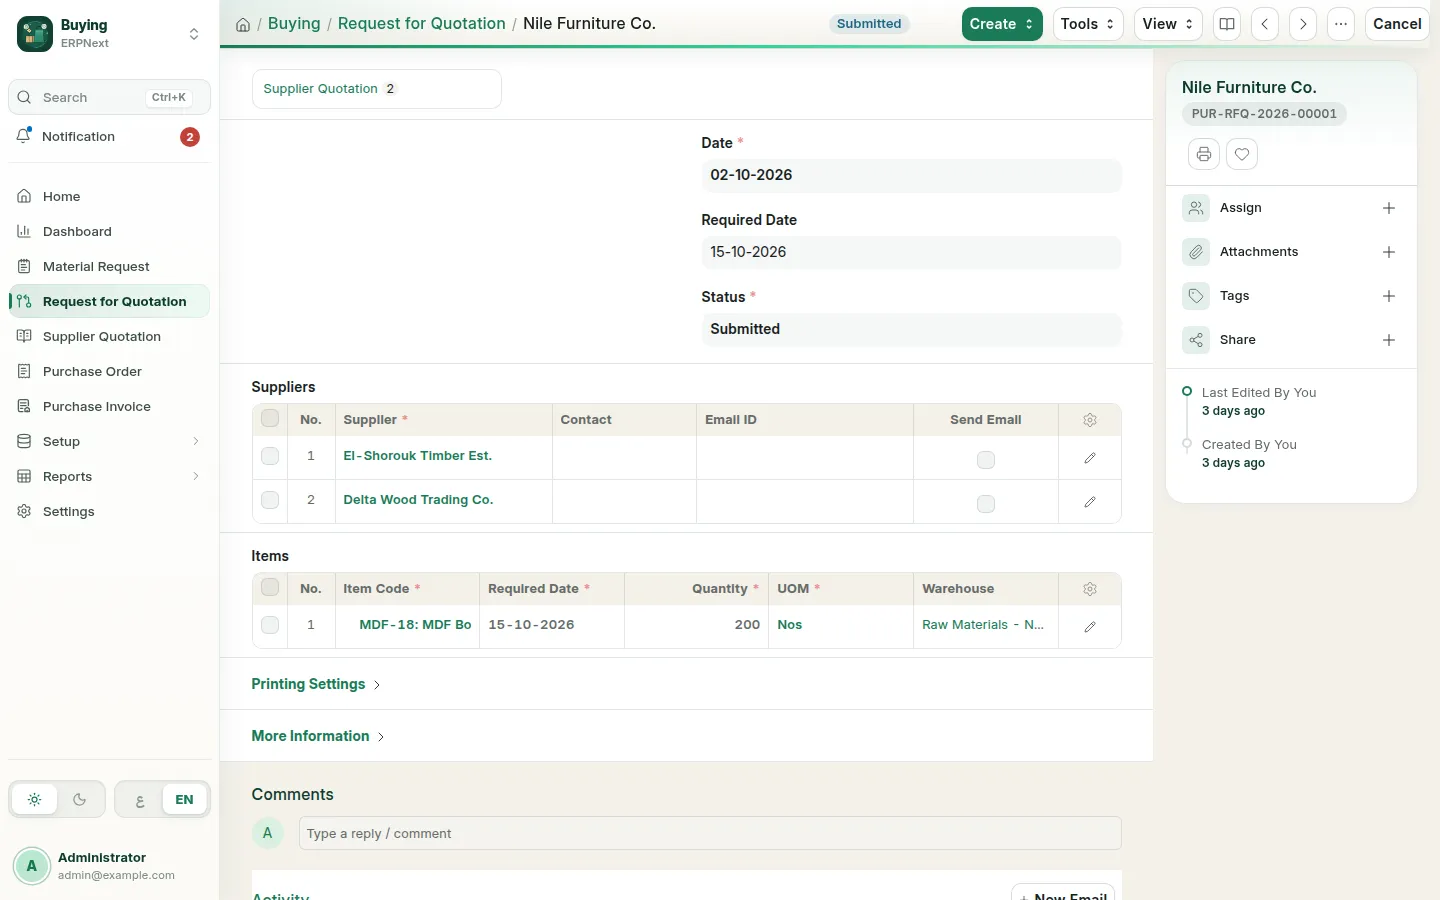 Buying
ERPNext
Search
Ctrl+K
Notification
2
Home
Dashboard
Material Request
Request for Quotation
Supplier Quotation
Purchase Order
Purchase Invoice
Setup
Reports
Settings
ع
EN
A
Administrator
admin@example.com
/ Buying / Request for Quotation / Nile Furniture Co.
Submitted
Create
Tools
View
Cancel
Supplier Quotation 2
Date *
02-10-2026
Required Date
15-10-2026
Status *
Submitted
Suppliers
No. Supplier * Contact Email ID Send Email
1 El-Shorouk Timber Est.
2 Delta Wood Trading Co.
Items
No. Item Code * Required Date * Quantity * UOM * Warehouse
1 MDF-18: MDF Bo 15-10-2026 200 Nos Raw Materials - N...
Printing Settings
More Information
Comments
A
Type a reply / comment
Activity
+ New Email
Nile Furniture Co.
PUR-RFQ-2026-00001
Assign
Attachments
Tags
Share
Last Edited By You
3 days ago
Created By You
3 days ago